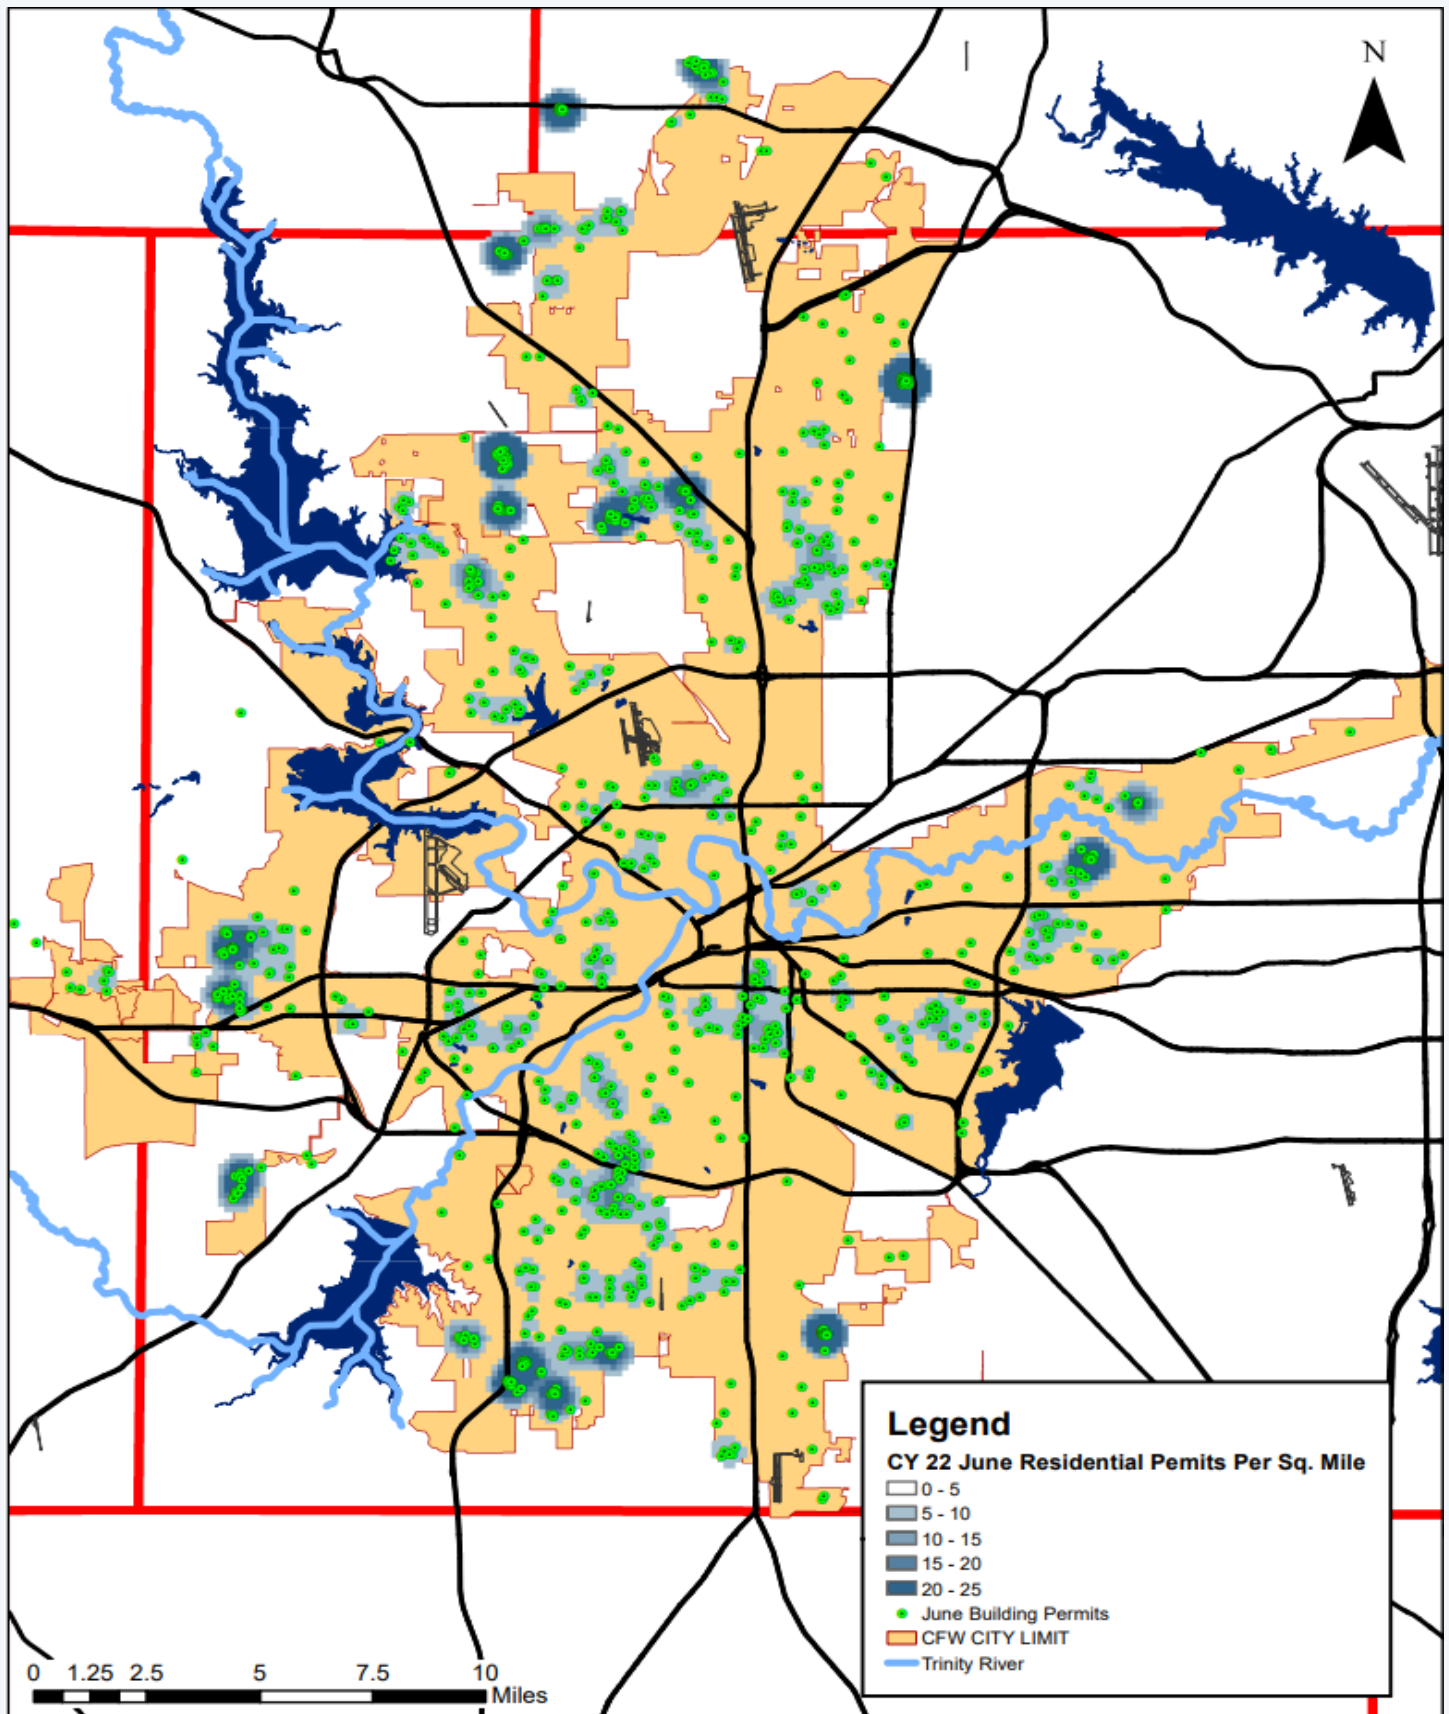 N
Legend
CY 22 June Residential Pemits Per Sq. Mile
0 - 5
5 - 10
10 - 15
15 - 20
20 - 25
June Building Permits
CFW CITY LIMIT
Trinity River
0 1.25 2.5 5 7.5 10
Miles